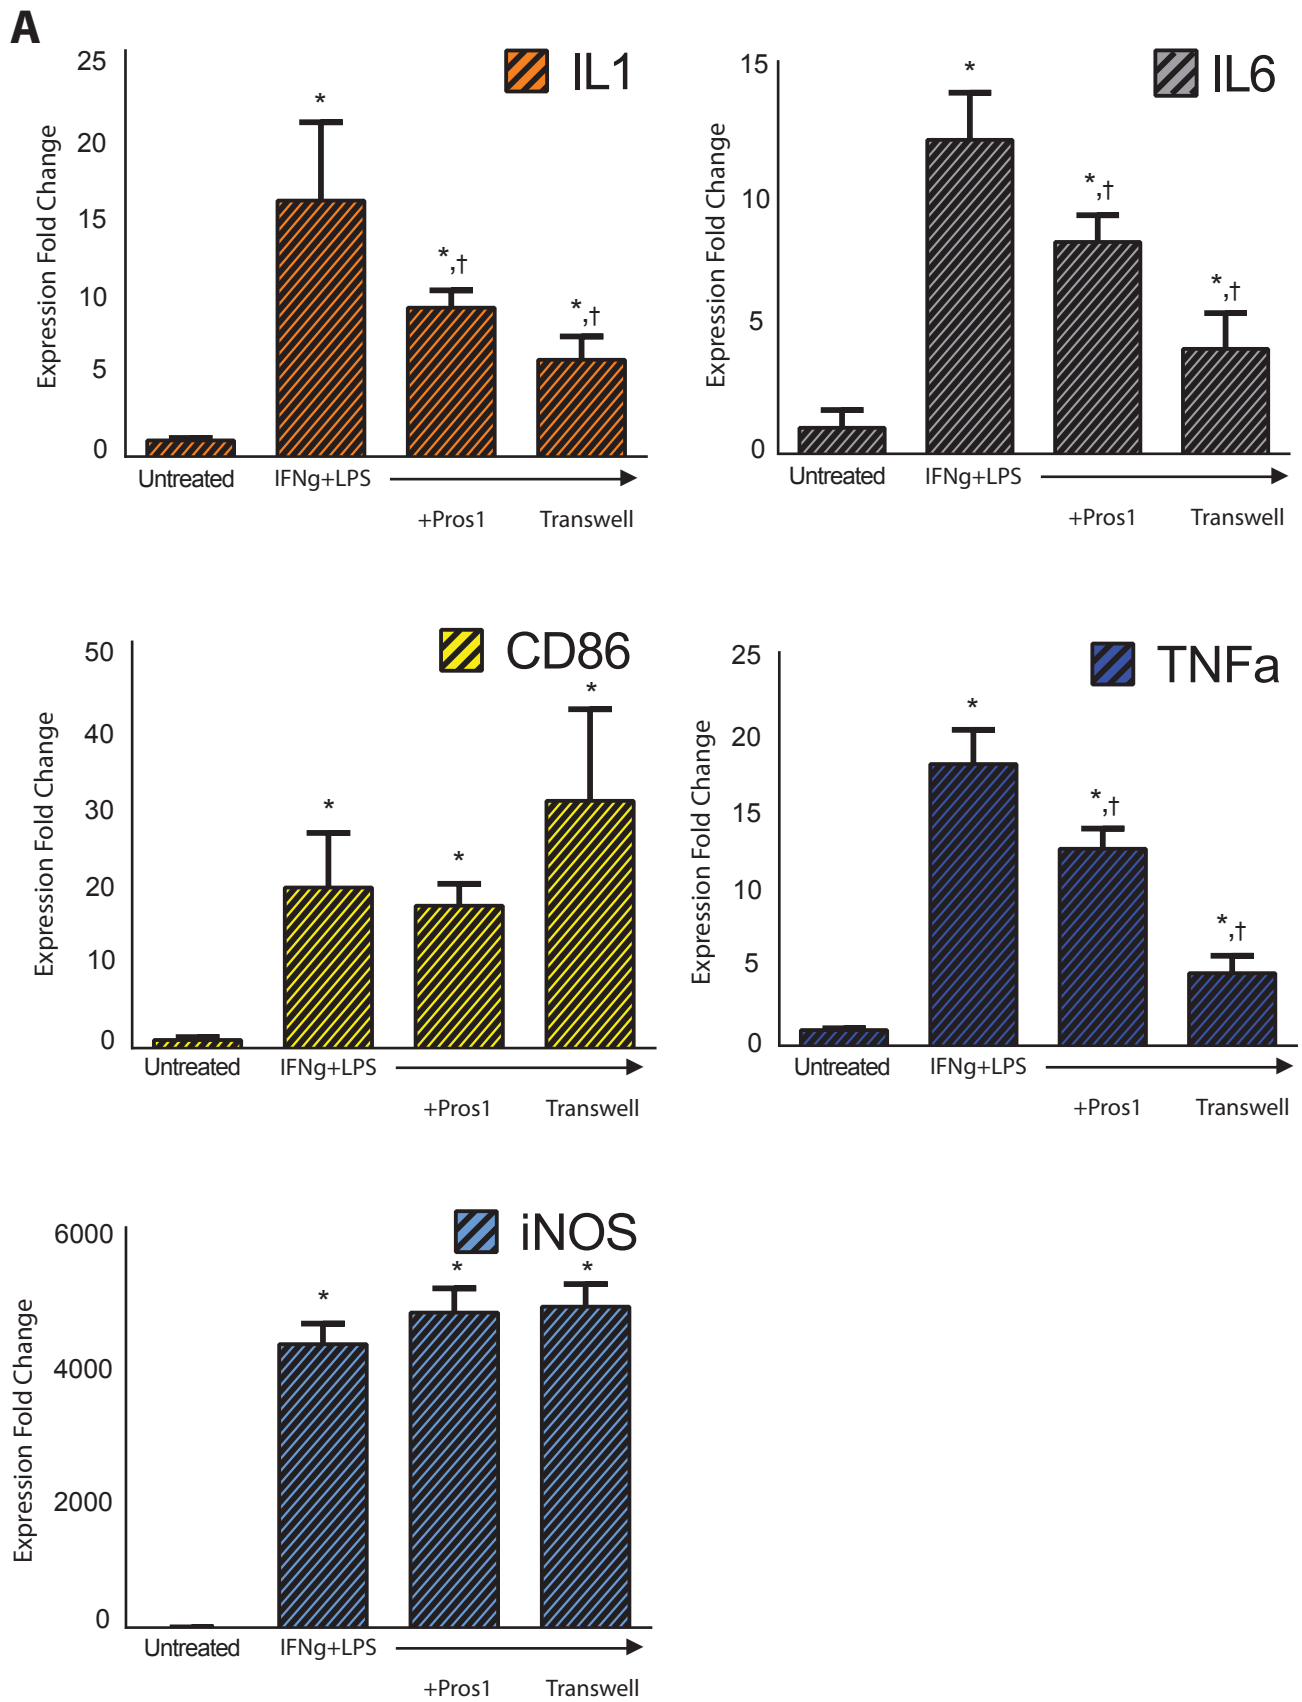 A
IL1
Expression Fold Change
25
20
15
10
5
0
*
*,†
*,†
Untreated IFNg+LPS
+Pros1 Transwell
IL6
Expression Fold Change
15
10
5
0
*
*,†
*,†
Untreated IFNg+LPS
+Pros1 Transwell
CD86
Expression Fold Change
50
40
30
20
10
0
*
*
*
Untreated IFNg+LPS
+Pros1 Transwell
TNFa
Expression Fold Change
25
20
15
10
5
0
*
*,†
*,†
Untreated IFNg+LPS
+Pros1 Transwell
iNOS
Expression Fold Change
6000
4000
2000
0
*
*
*
Untreated IFNg+LPS
+Pros1 Transwell